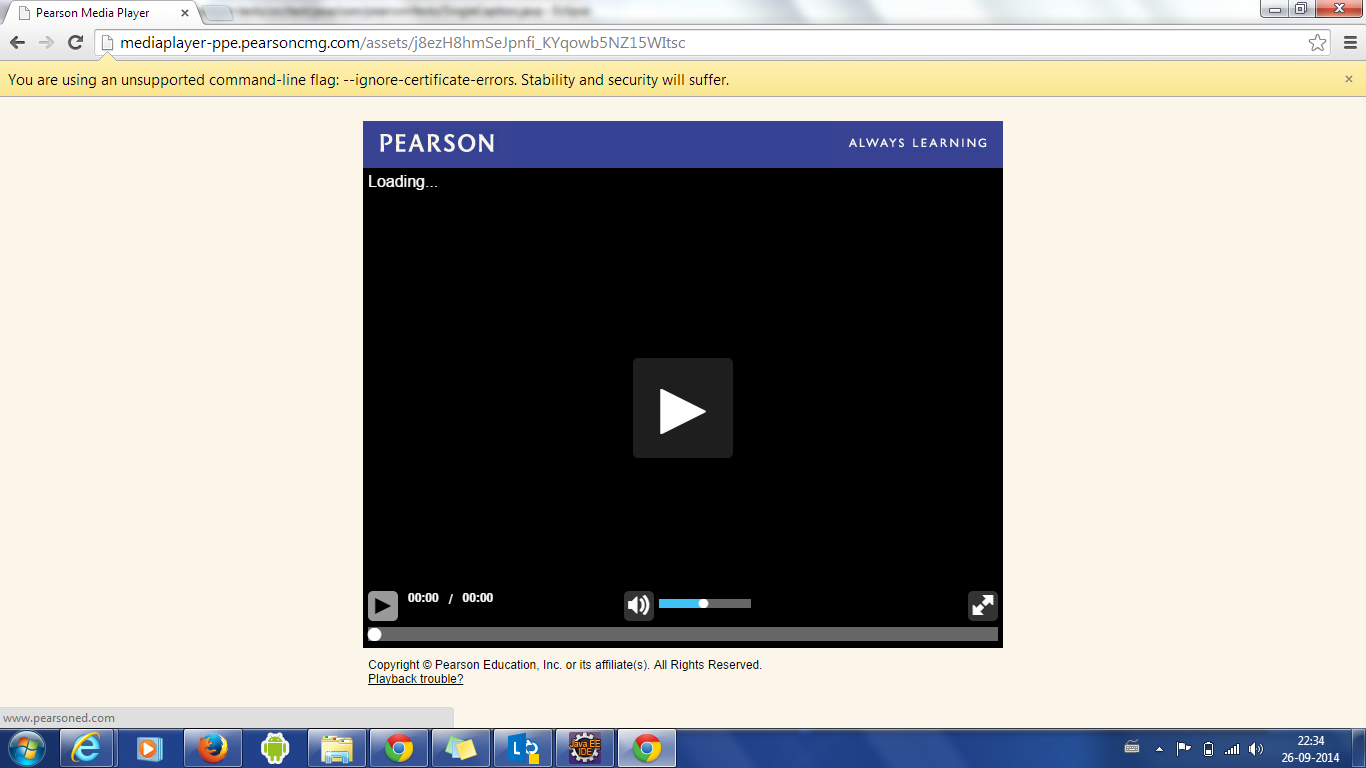 Pearson Media Player
mediaplayer-ppe.pearsoncmg.com/assets/j8ezH8hmSeJpnfi_KYqowb5NZ15WItsc
You are using an unsupported command-line flag: --ignore-certificate-errors. Stability and security will suffer.
PEARSON
ALWAYS LEARNING
Loading...
00:00 / 00:00
Copyright © Pearson Education, Inc. or its affiliate(s). All Rights Reserved.
Playback trouble?
www.pearsoned.com
Java EE
IDE
22:34
26-09-2014